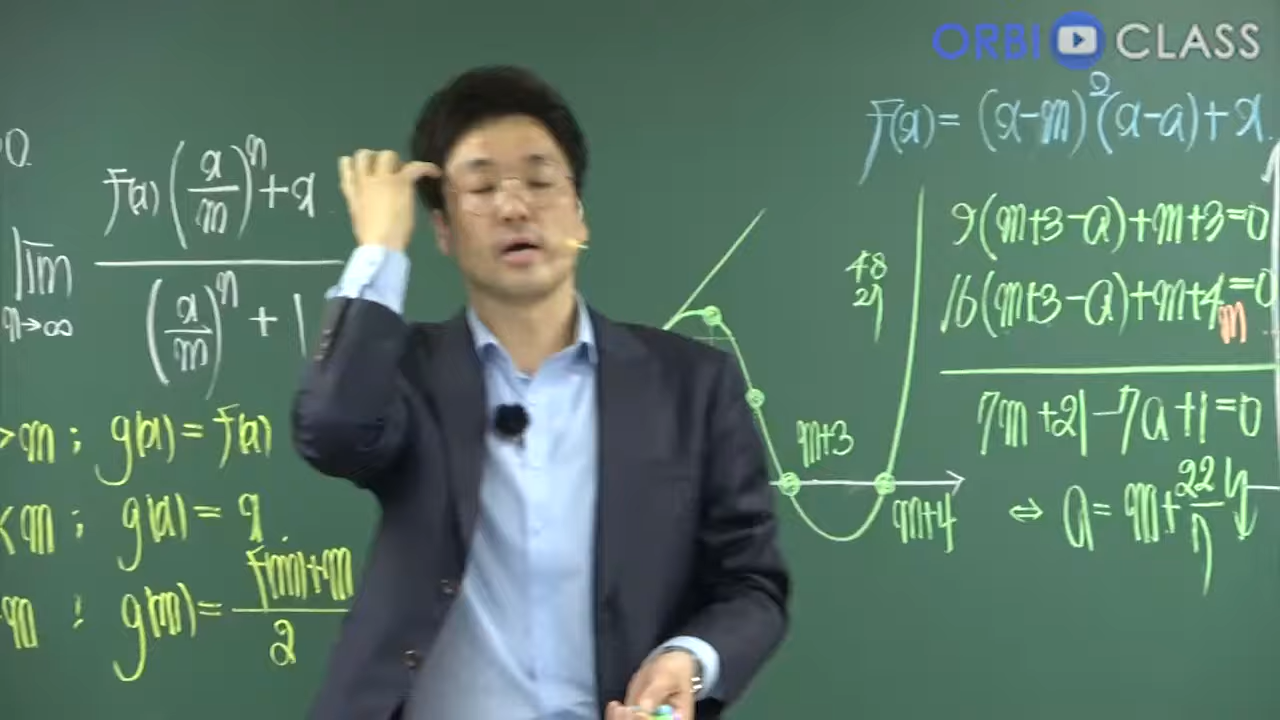 ORBI CLASS
f(x) = (x-m)²(x-a)+x
9(m+3-a)+m+3=0
16(m+3-a)+m+4=0
m
7m+21-7a+1=0
⇔ a = m+22/7
48
21
m+3
m+4
lim n→∞ (f(x)(x/m)ⁿ+x)/((x/m)ⁿ+1)
>m ; g(x) = f(x)
<m ; g(x) = x
m : g(m) = (f(m)+m)/2